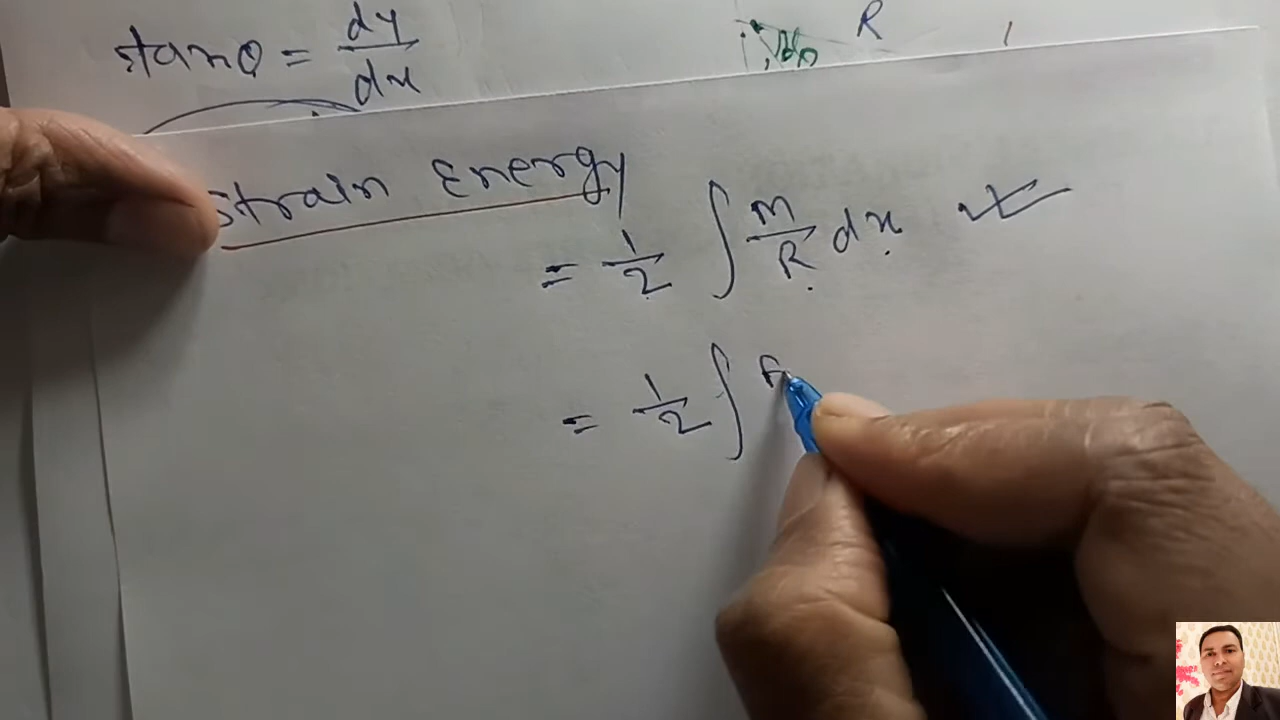 tanθ = dy/dx
R
Strain Energy
= 1/2 ∫ M/R dx
= 1/2 ∫